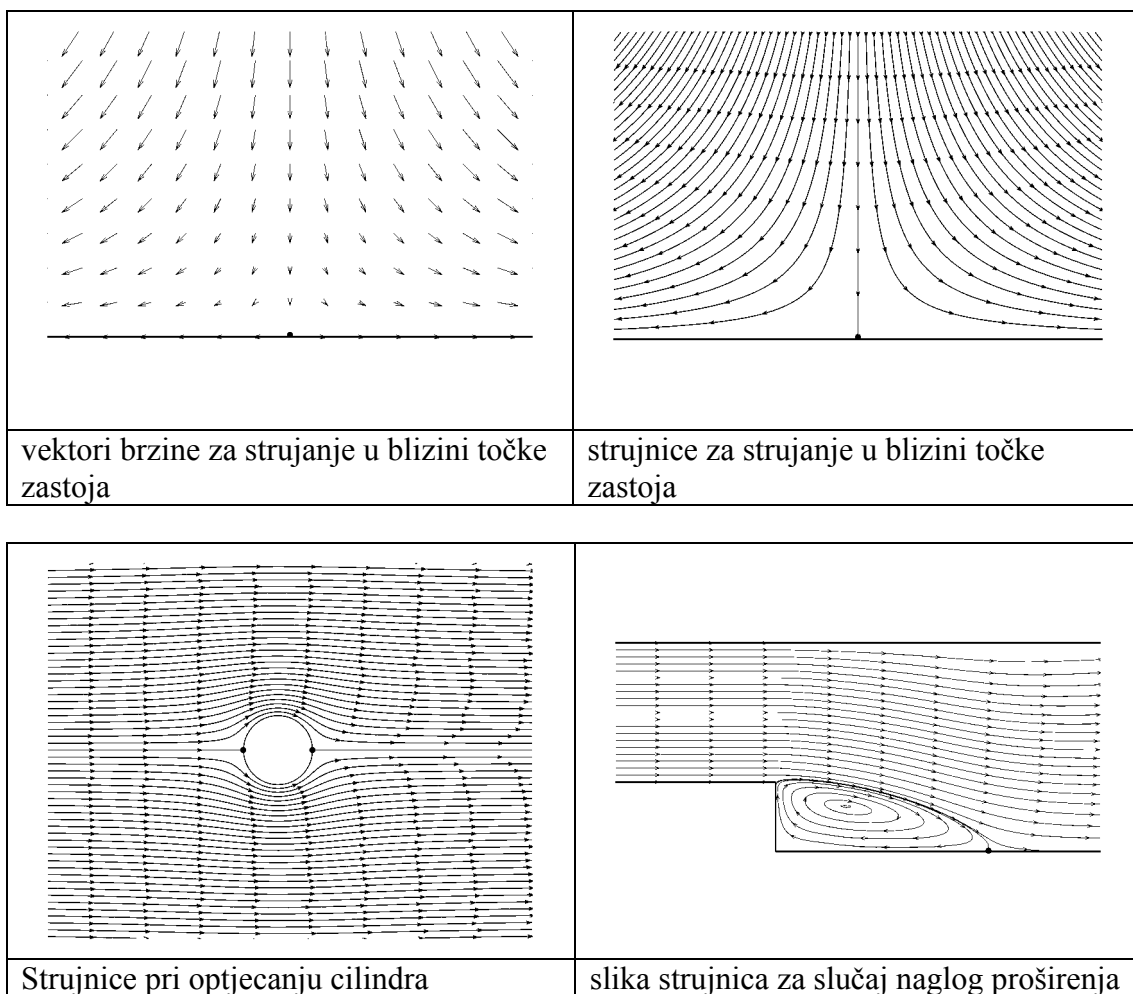 vektori brzine za strujanje u blizini točke
zastoja
strujnice za strujanje u blizini točke
zastoja
Strujnice pri optjecanju cilindra
slika strujnica za slučaj naglog proširenja